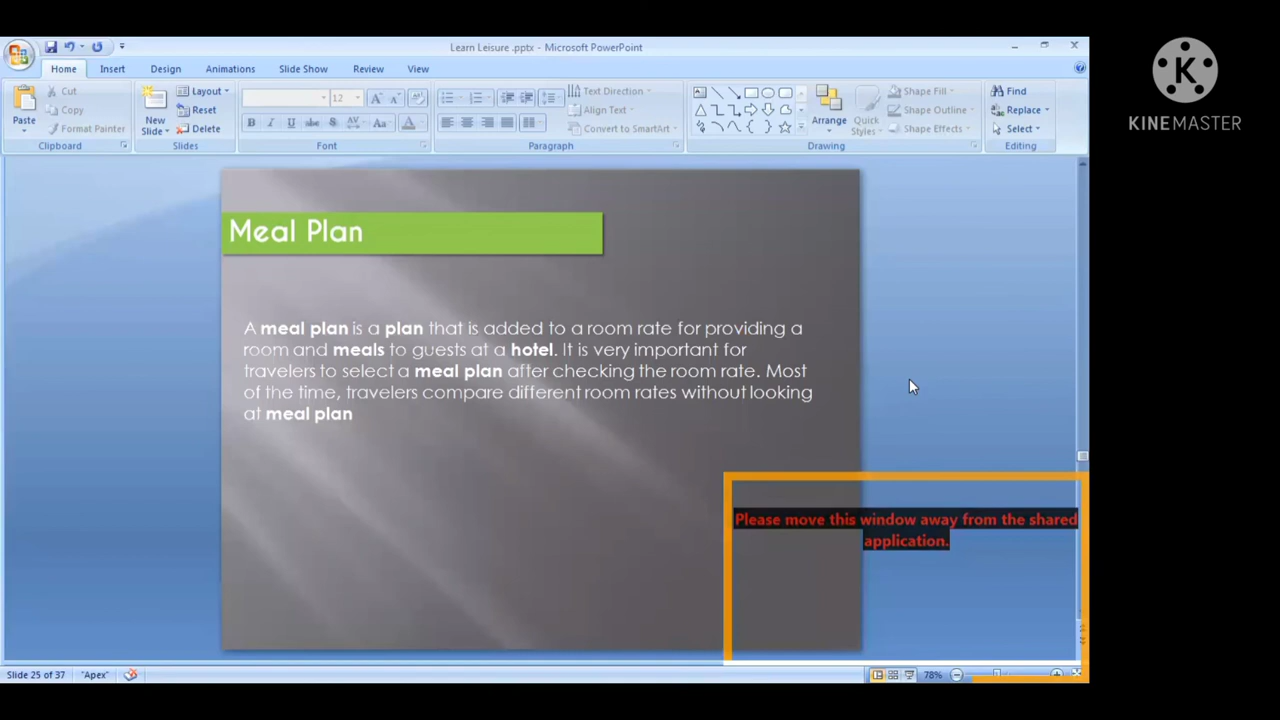 Learn Leisure .pptx - Microsoft PowerPoint
Home Insert Design Animations Slide Show Review View
Paste
Cut
Copy
Format Painter
Clipboard
New
Slide
Layout
Reset
Delete
Slides
12
Font
Text Direction
Align Text
Convert to SmartArt
Paragraph
Arrange
Quick
Styles
Shape Fill
Shape Outline
Shape Effects
Drawing
Find
Replace
Select
Editing
K
KINEMASTER
Meal Plan
A meal plan is a plan that is added to a room rate for providing a
room and meals to guests at a hotel. It is very important for
travelers to select a meal plan after checking the room rate. Most
of the time, travelers compare different room rates without looking
at meal plan
Please move this window away from the shared
application.
Slide 25 of 37 "Apex" 78%